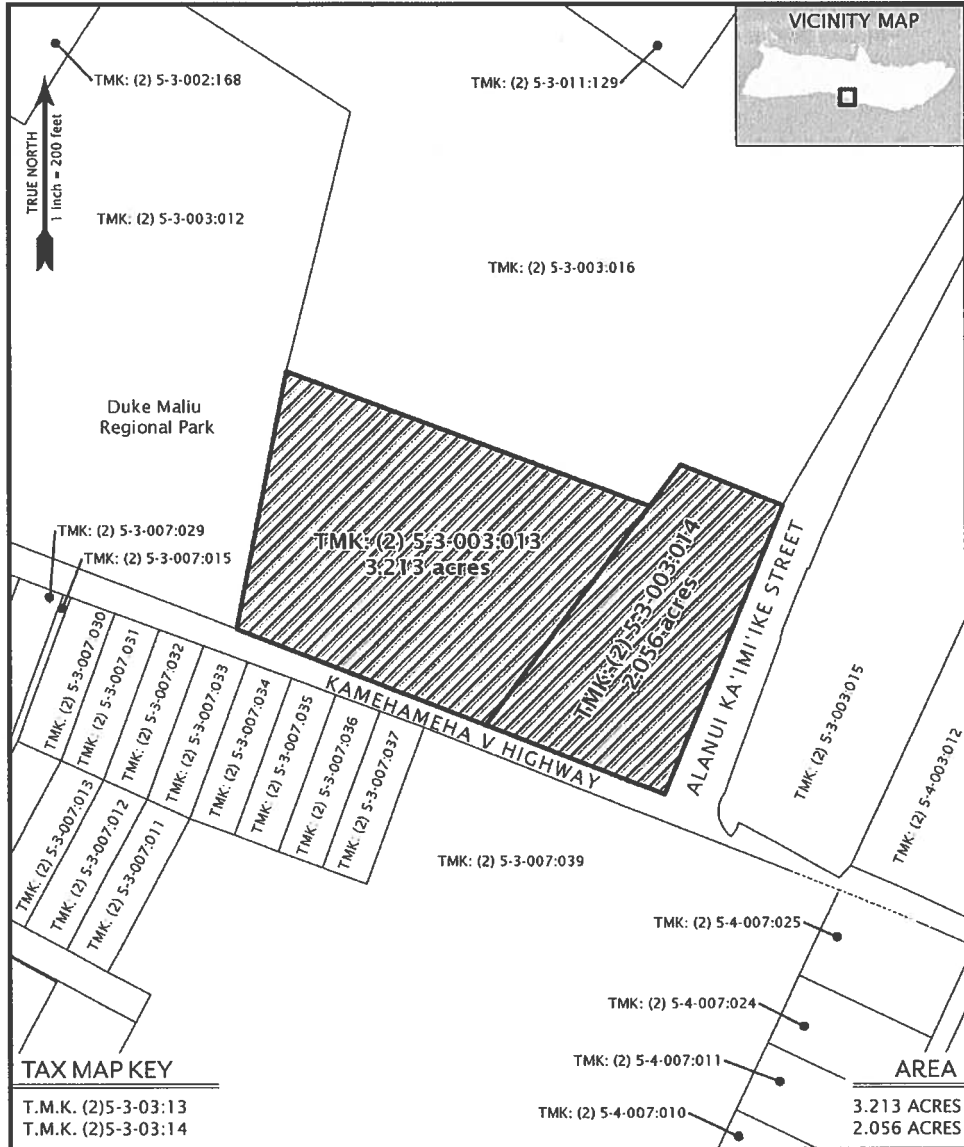 VICINITY MAP
TMK: (2) 5-3-002:168
TMK: (2) 5-3-011:129
TRUE NORTH
1 inch = 200 feet
TMK: (2) 5-3-003:012
TMK: (2) 5-3-003:016
Duke Maliu
Regional Park
TMK: (2) 5-3-007:029
TMK: (2) 5-3-007:015
TMK: (2) 5-3-003:013
3.213 acres
TMK: (2) 5-3-003:014
2.056 acres
ALANUI KA'IMI'IKE STREET
KAMEHAMEHA V HIGHWAY
TMK: (2) 5-3-007:030
TMK: (2) 5-3-007:031
TMK: (2) 5-3-007:032
TMK: (2) 5-3-007:033
TMK: (2) 5-3-007:034
TMK: (2) 5-3-007:035
TMK: (2) 5-3-007:036
TMK: (2) 5-3-007:037
TMK: (2) 5-3-003:015
TMK: (2) 5-4-003:012
TMK: (2) 5-3-007:013
TMK: (2) 5-3-007:012
TMK: (2) 5-3-007:011
TMK: (2) 5-3-007:039
TMK: (2) 5-4-007:025
TMK: (2) 5-4-007:024
TMK: (2) 5-4-007:011
TMK: (2) 5-4-007:010
TAX MAP KEY
T.M.K. (2)5-3-03:13
T.M.K. (2)5-3-03:14
AREA
3.213 ACRES
2.056 ACRES